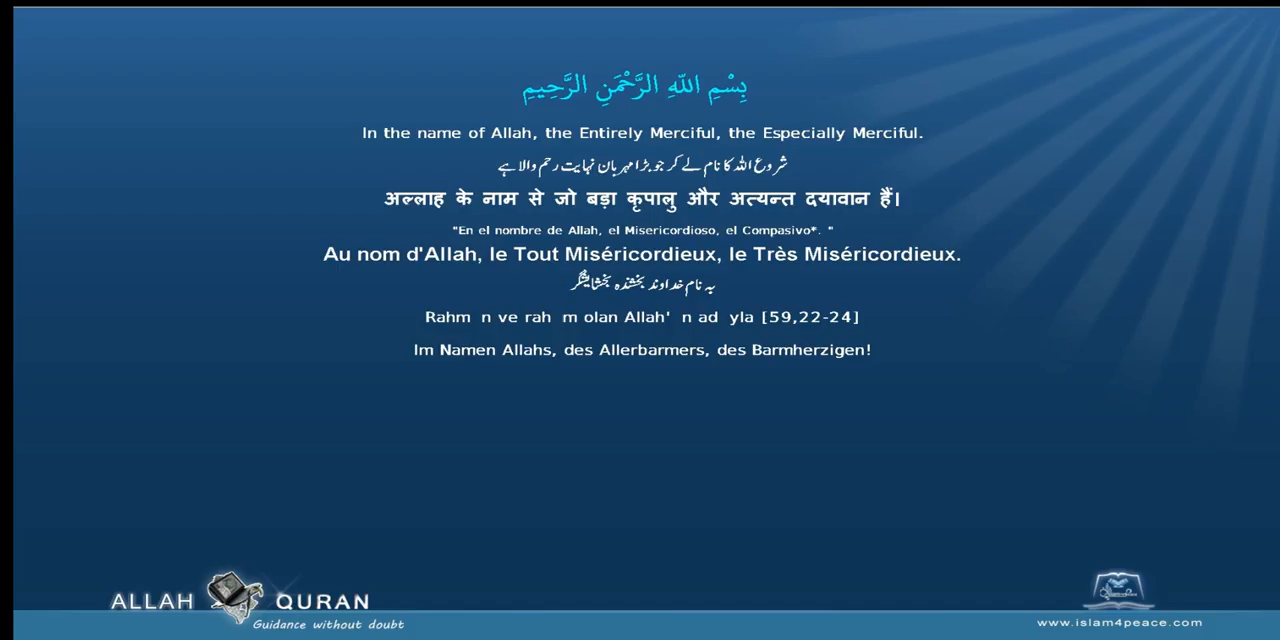 بِسْمِ اللّهِ الرَّحْمَنِ الرَّحِيمِ
In the name of Allah, the Entirely Merciful, the Especially Merciful.
شروع اللہ کا نام لے کر جو بڑا مہربان نہایت رحم والا ہے
अल्लाह के नाम से जो बड़ा कृपालु और अत्यन्त दयावान हैं।
"En el nombre de Allah, el Misericordioso, el Compasivo*. "
Au nom d'Allah, le Tout Miséricordieux, le Très Miséricordieux.
به نام خداوند بخشنده بخشایشگر
Rahm n ve rah m olan Allah' n ad yla [59,22-24]
Im Namen Allahs, des Allerbarmers, des Barmherzigen!
ALLAH QURAN
Guidance without doubt
www.islam4peace.com